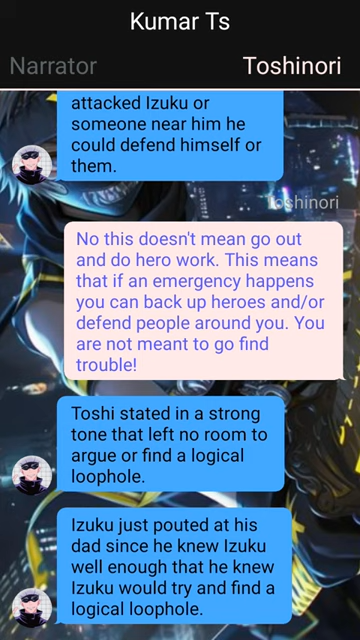 Kumar Ts
Narrator
Toshinori
attacked Izuku or
someone near him he
could defend himself or
them.
Toshinori
No this doesn't mean go out
and do hero work. This means
that if an emergency happens
you can back up heroes and/or
defend people around you. You
are not meant to go find
trouble!
Toshi stated in a strong
tone that left no room to
argue or find a logical
loophole.
Izuku just pouted at his
dad since he knew Izuku
well enough that he knew
Izuku would try and find a
logical loophole.